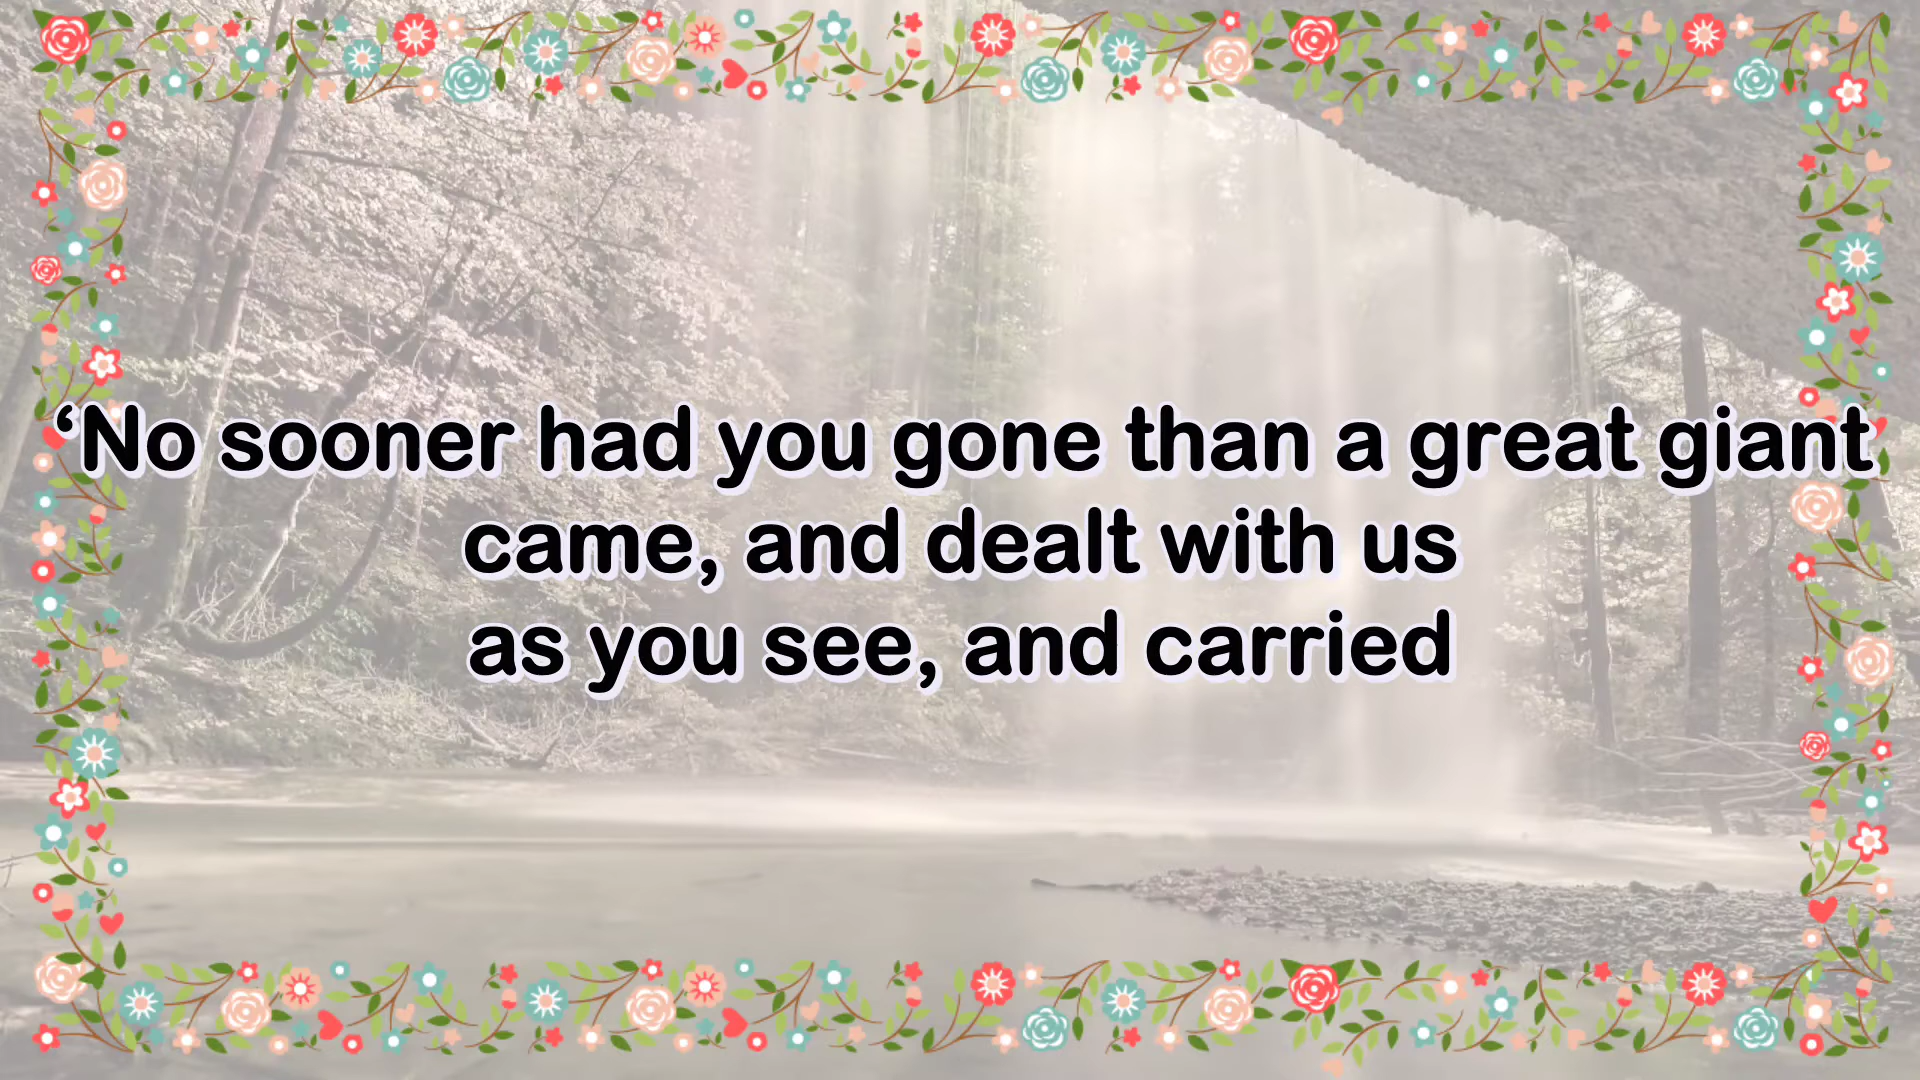 ‘No sooner had you gone than a great giant
came, and dealt with us
as you see, and carried